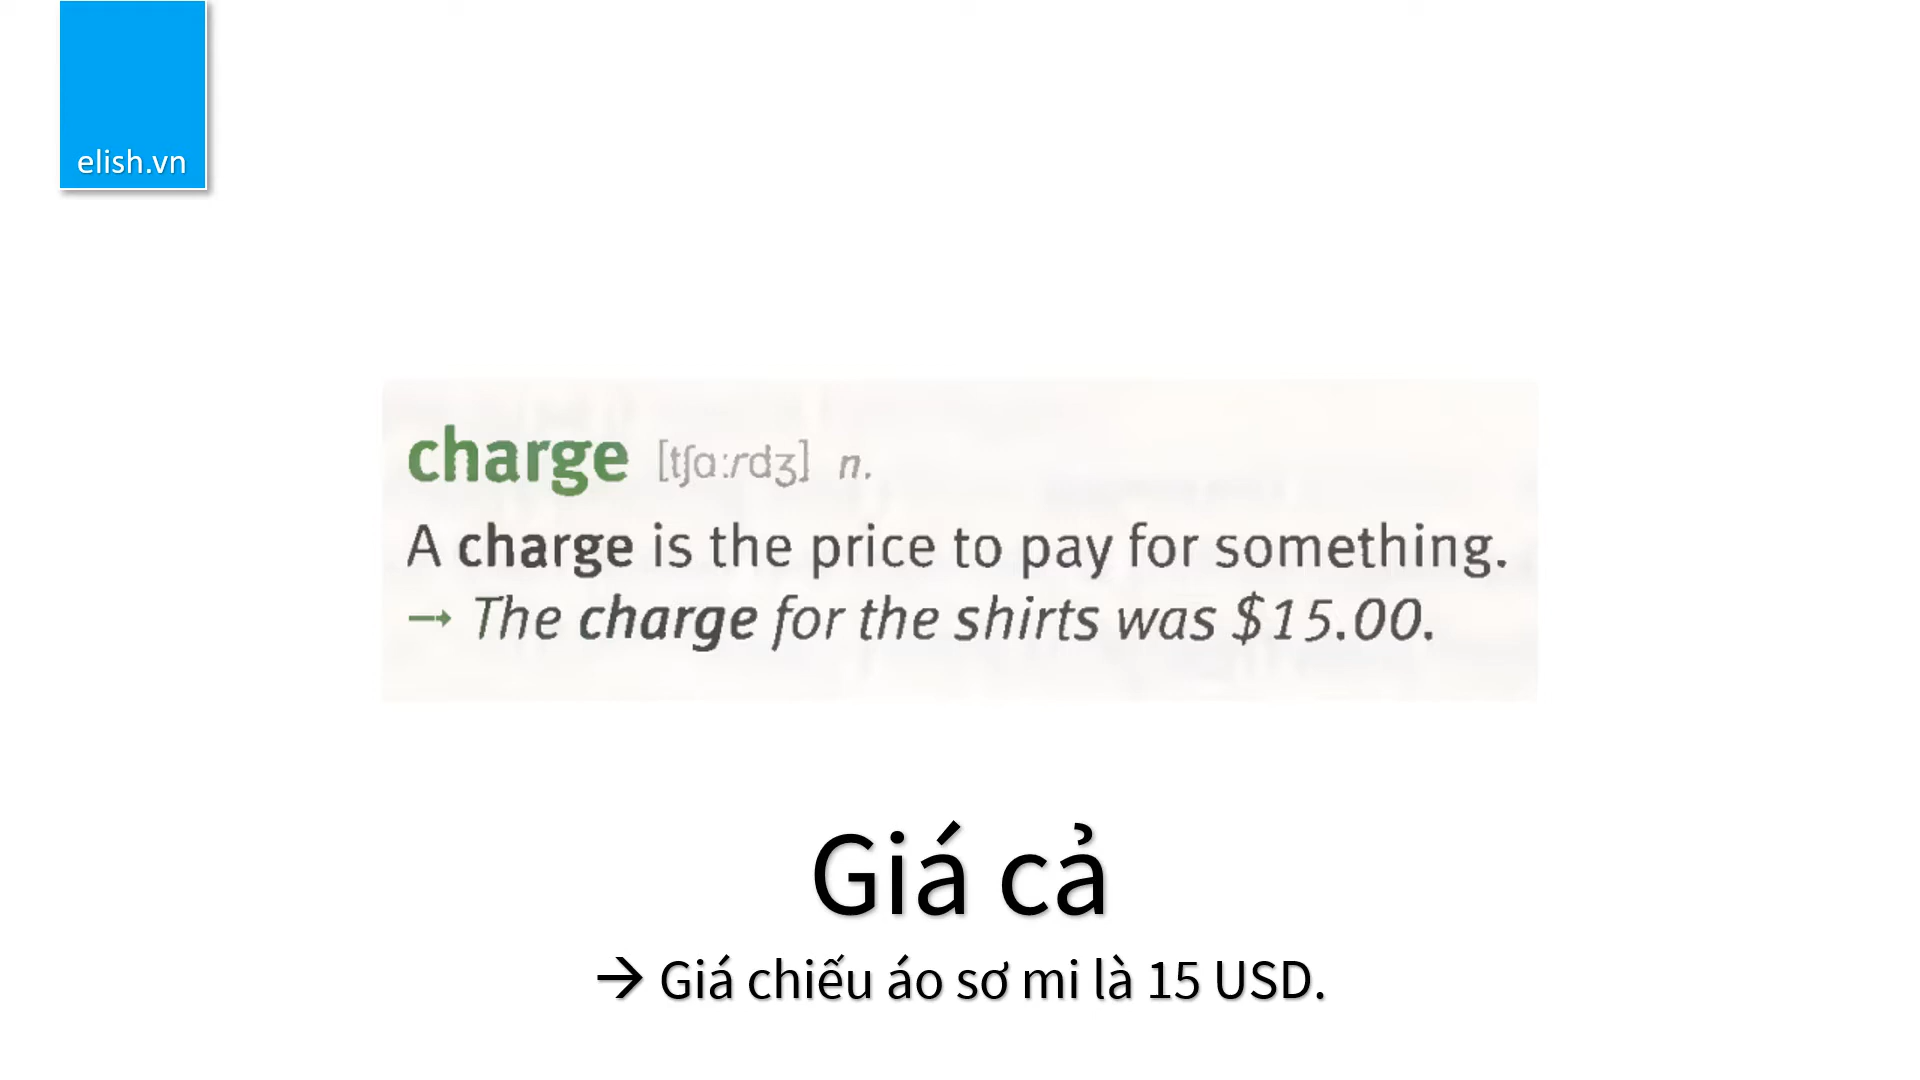 elish.vn
charge [tʃɑ:rdʒ] n.
A charge is the price to pay for something.
→ The charge for the shirts was $15.00.
Giá cả
→ Giá chiếu áo sơ mi là 15 USD.